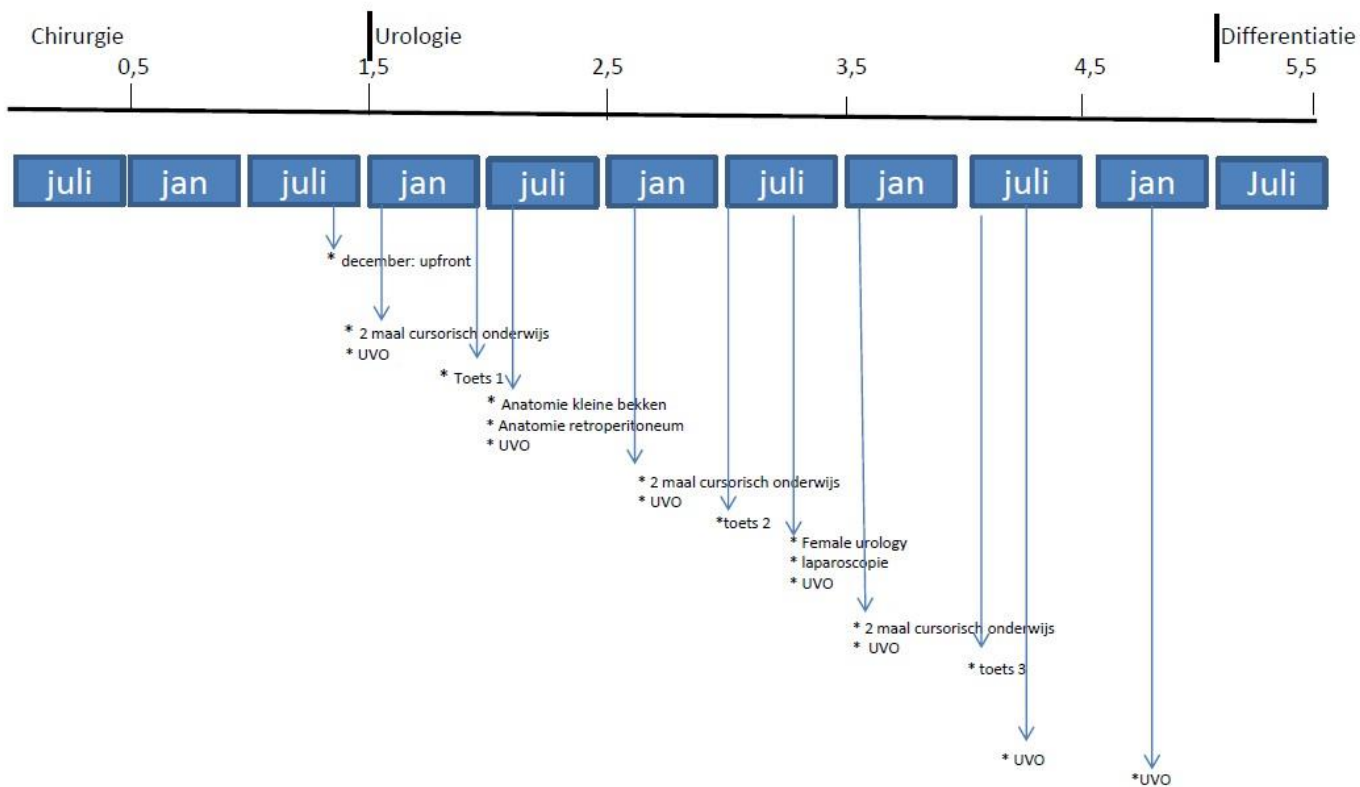 Chirurgie Urologie Differentiatie
0,5 1,5 2,5 3,5 4,5 5,5
juli jan juli jan juli jan juli jan juli jan Juli
* december: upfront
* 2 maal cursorisch onderwijs
* UVO
* Toets 1
* Anatomie kleine bekken
* Anatomie retroperitoneum
* UVO
* 2 maal cursorisch onderwijs
* UVO
*toets 2
* Female urology
* laparoscopie
* UVO
* 2 maal cursorisch onderwijs
* UVO
* toets 3
* UVO
*UVO